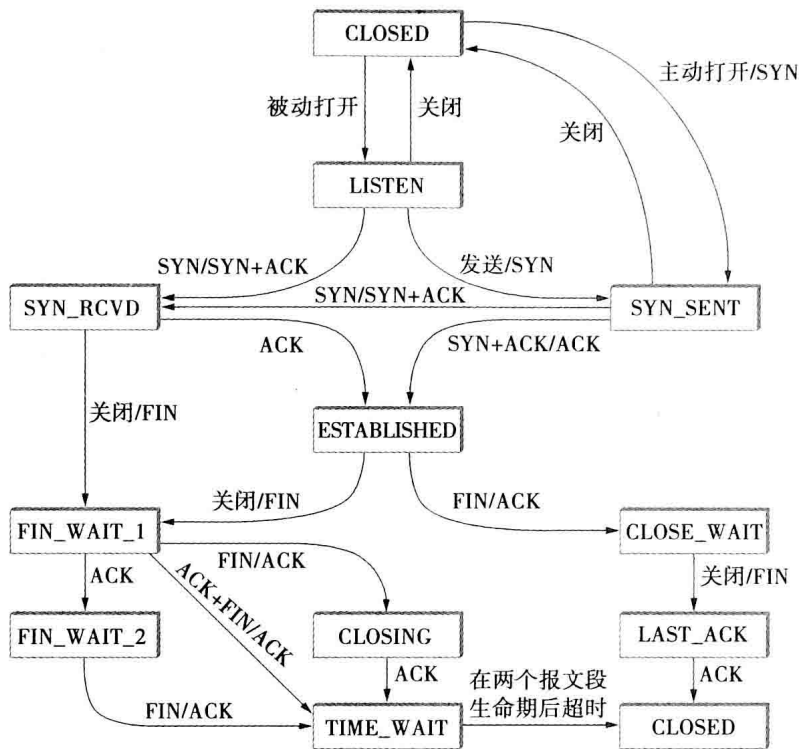 CLOSED
主动打开/SYN
被动打开
关闭
关闭
LISTEN
SYN/SYN+ACK
发送/SYN
SYN_RCVD
SYN/SYN+ACK
SYN_SENT
ACK
SYN+ACK/ACK
关闭/FIN
ESTABLISHED
关闭/FIN
FIN/ACK
FIN_WAIT_1
FIN/ACK
CLOSE_WAIT
ACK
ACK+FIN/ACK
关闭/FIN
FIN_WAIT_2
CLOSING
LAST_ACK
FIN/ACK
ACK
在两个报文段
生命期后超时
ACK
TIME_WAIT
CLOSED